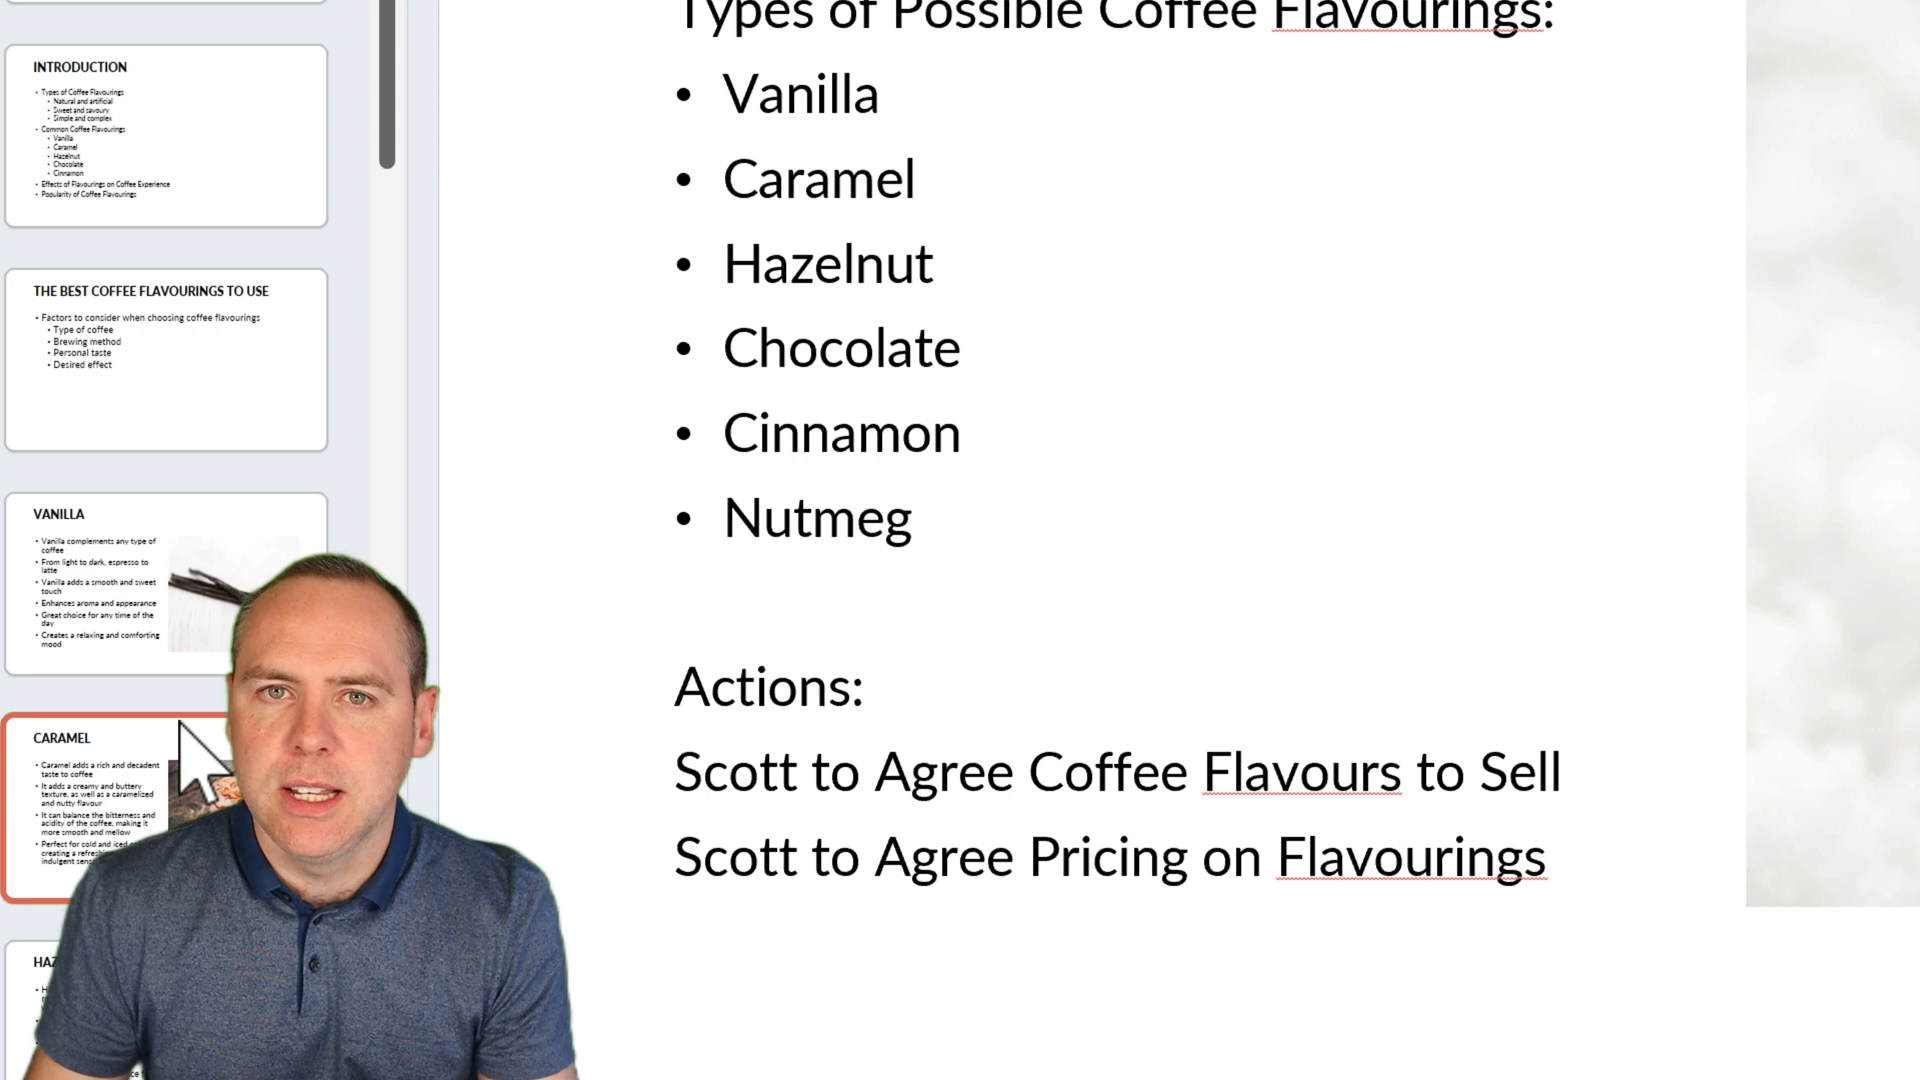 INTRODUCTION
• Types of Coffee Flavourings
• Natural and artificial
• Sweet and savoury
• Simple and complex
• Common Coffee Flavourings
• Vanilla
• Caramel
• Hazelnut
• Chocolate
• Cinnamon
• Effects of Flavourings on Coffee Experience
• Popularity of Coffee Flavourings
THE BEST COFFEE FLAVOURINGS TO USE
• Factors to consider when choosing coffee flavourings
• Type of coffee
• Brewing method
• Personal taste
• Desired effect
VANILLA
• Vanilla complements any type of
coffee
• From light to dark, espresso to
latte
• Vanilla adds a smooth and sweet
touch
• Enhances aroma and appearance
• Great choice for any time of the
day
• Creates a relaxing and comforting
mood
CARAMEL
• Caramel adds a rich and decadent
taste to coffee
• It adds a creamy and buttery
texture, as well as a caramelized
and nutty flavour
• It can balance the bitterness and
acidity of the coffee, making it
more smooth and mellow
• Perfect for cold and iced
creating a
indulgent
Types of Possible Coffee Flavourings:
• Vanilla
• Caramel
• Hazelnut
• Chocolate
• Cinnamon
• Nutmeg
Actions:
Scott to Agree Coffee Flavours to Sell
Scott to Agree Pricing on Flavourings